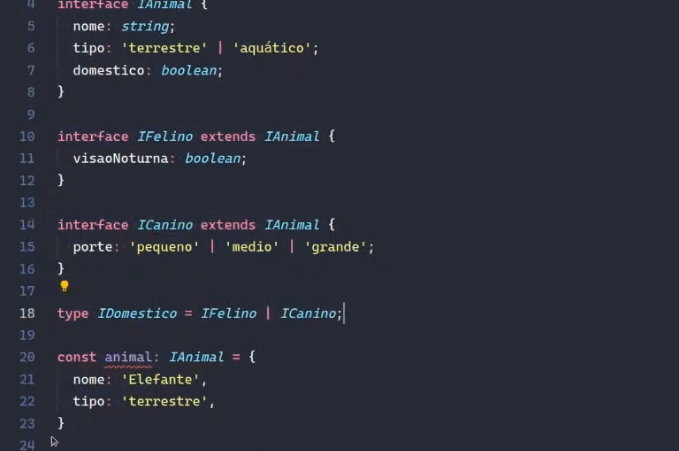 4 interface IAnimal {
5 nome: string;
6 tipo: 'terrestre' | 'aquático';
7 domestico: boolean;
8 }
9
10 interface IFelino extends IAnimal {
11 visaoNoturna: boolean;
12 }
13
14 interface ICanino extends IAnimal {
15 porte: 'pequeno' | 'medio' | 'grande';
16 }
17
18 type IDomestico = IFelino | ICanino;
19
20 const animal: IAnimal = {
21 nome: 'Elefante',
22 tipo: 'terrestre',
23 }
24